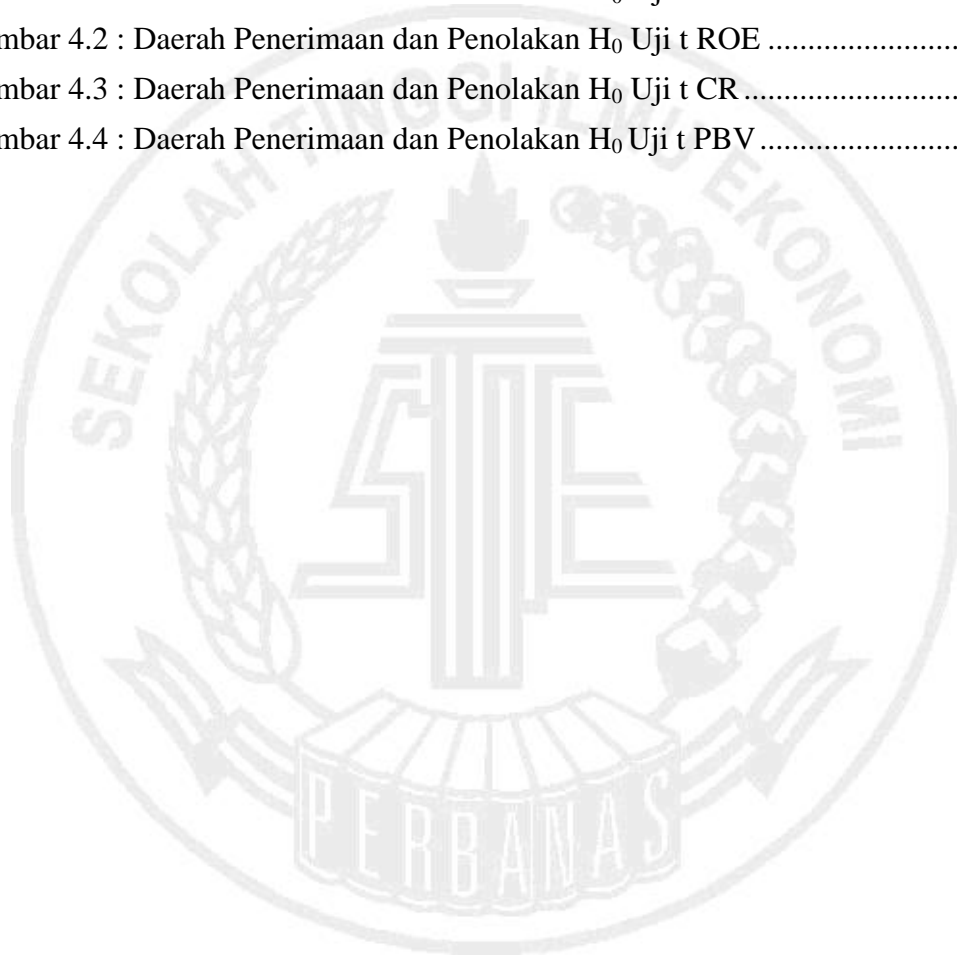 mbar 4.2 : Daerah Penerimaan dan Penolakan H0 Uji t ROE ........................
mbar 4.3 : Daerah Penerimaan dan Penolakan H0 Uji t CR ...........................
mbar 4.4 : Daerah Penerimaan dan Penolakan H0 Uji t PBV .........................
SEKOLAH TINGGI ILMU EKONOMI
STIE
PERBANAS